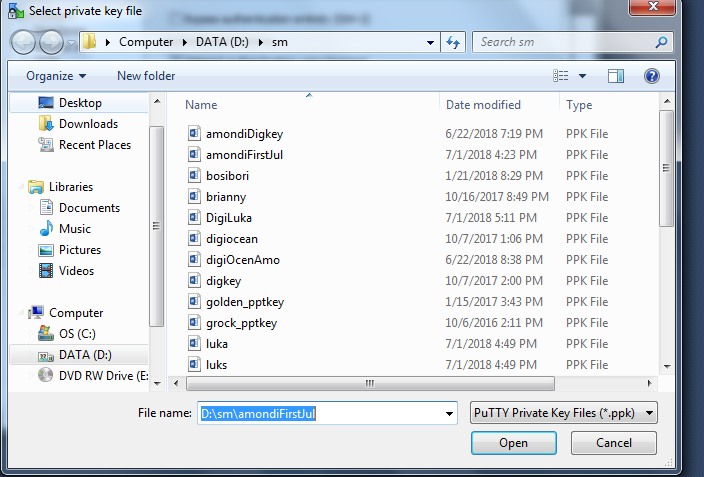 Select private key file
Bypass authentication entirely (SSH-2)
Computer DATA (D:) sm Search sm
Organize New folder
Desktop
Downloads
Recent Places
Libraries
Documents
Music
Pictures
Videos
Computer
OS (C:)
DATA (D:)
DVD RW Drive (E:
Name Date modified Type
amondiDigkey 6/22/2018 7:19 PM PPK File
amondiFirstJul 7/1/2018 4:23 PM PPK File
bosibori 1/21/2018 8:29 PM PPK File
brianny 10/16/2017 8:49 PM PPK File
DigiLuka 7/1/2018 5:11 PM PPK File
digiocean 10/7/2017 1:06 PM PPK File
digiOcenAmo 6/22/2018 8:38 PM PPK File
digkey 10/7/2017 2:00 PM PPK File
golden_pptkey 1/15/2017 3:43 PM PPK File
grock_pptkey 10/6/2016 2:11 PM PPK File
luka 7/1/2018 4:49 PM PPK File
luks 7/1/2018 4:49 PM PPK File
File name: D:\sm\amondiFirstJul PuTTY Private Key Files (*.ppk)
Open Cancel